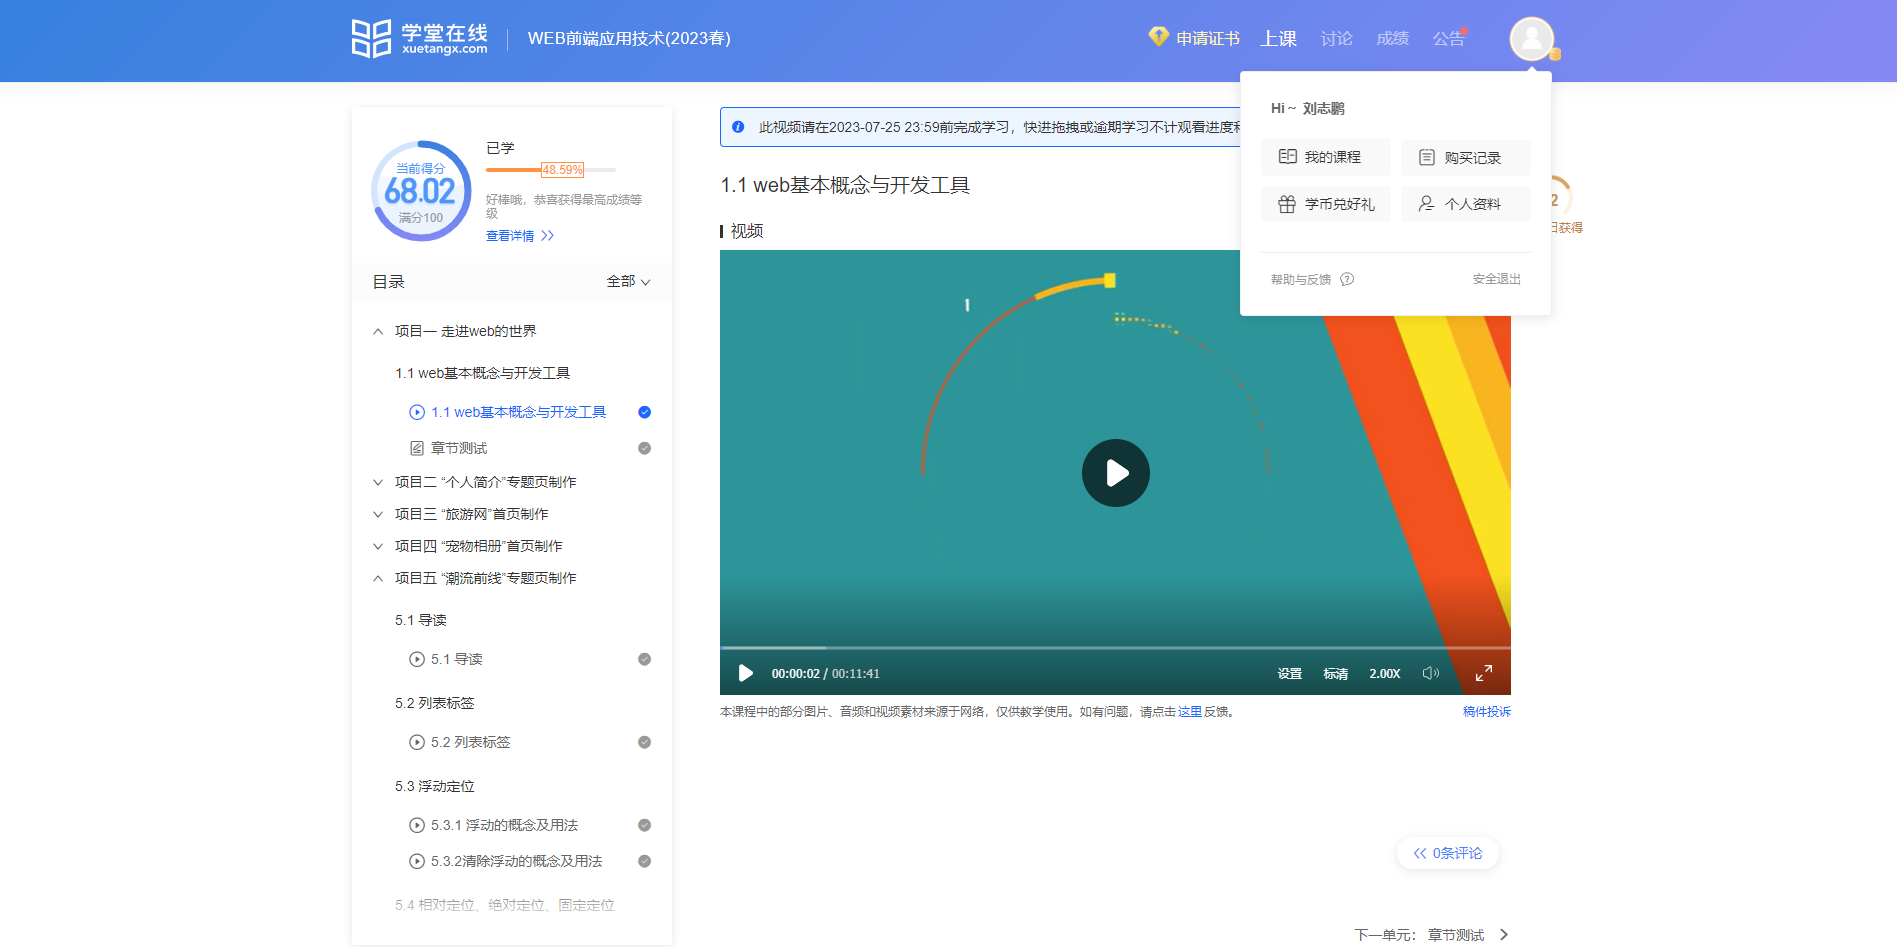 学堂在线
xuetangx.com
WEB前端应用技术(2023春)
申请证书
上课
讨论
成绩
公告
Hi ~ 刘志鹏
我的课程
购买记录
学币兑好礼
个人资料
帮助与反馈
安全退出
2
日获得
当前得分
68.02
满分100
已学
48.59%
好棒哦，恭喜获得最高成绩等
级
查看详情
目录
全部
项目一 走进web的世界
1.1 web基本概念与开发工具
1.1 web基本概念与开发工具
章节测试
项目二 “个人简介”专题页制作
项目三 “旅游网”首页制作
项目四 “宠物相册”首页制作
项目五 “潮流前线”专题页制作
5.1 导读
5.1 导读
5.2 列表标签
5.2 列表标签
5.3 浮动定位
5.3.1 浮动的概念及用法
5.3.2清除浮动的概念及用法
5.4 相对定位、绝对定位、固定定位
此视频请在2023-07-25 23:59前完成学习，快进拖拽或逾期学习不计观看进度和
1.1 web基本概念与开发工具
视频
00:00:02 / 00:11:41
设置
标清
2.00X
本课程中的部分图片、音频和视频素材来源于网络，仅供教学使用。如有问题，请点击这里反馈。
稿件投诉
0条评论
下一单元： 章节测试